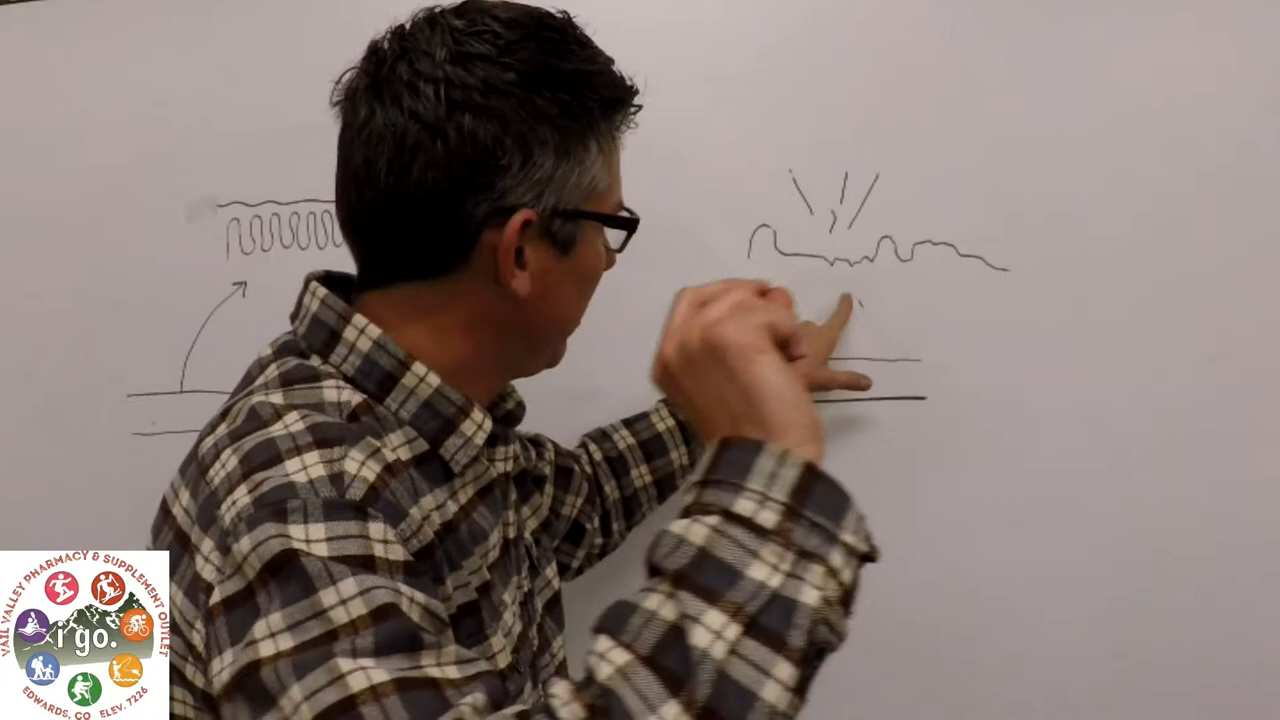 VAIL VALLEY PHARMACY & SUPPLEMENT OUTLET
i go.
EDWARDS, CO ELEV. 7226